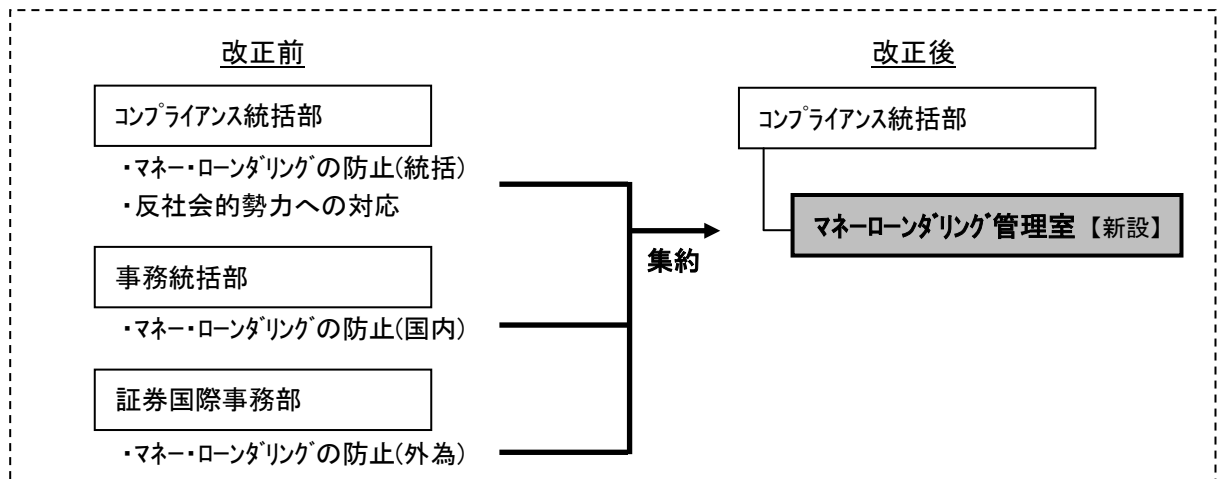 改正前
コンプライアンス統括部
・マネー・ローンダリングの防止(統括)
・反社会的勢力への対応
事務統括部
・マネー・ローンダリングの防止(国内)
証券国際事務部
・マネー・ローンダリングの防止(外為)
集約
改正後
コンプライアンス統括部
マネーローンダリング管理室【新設】